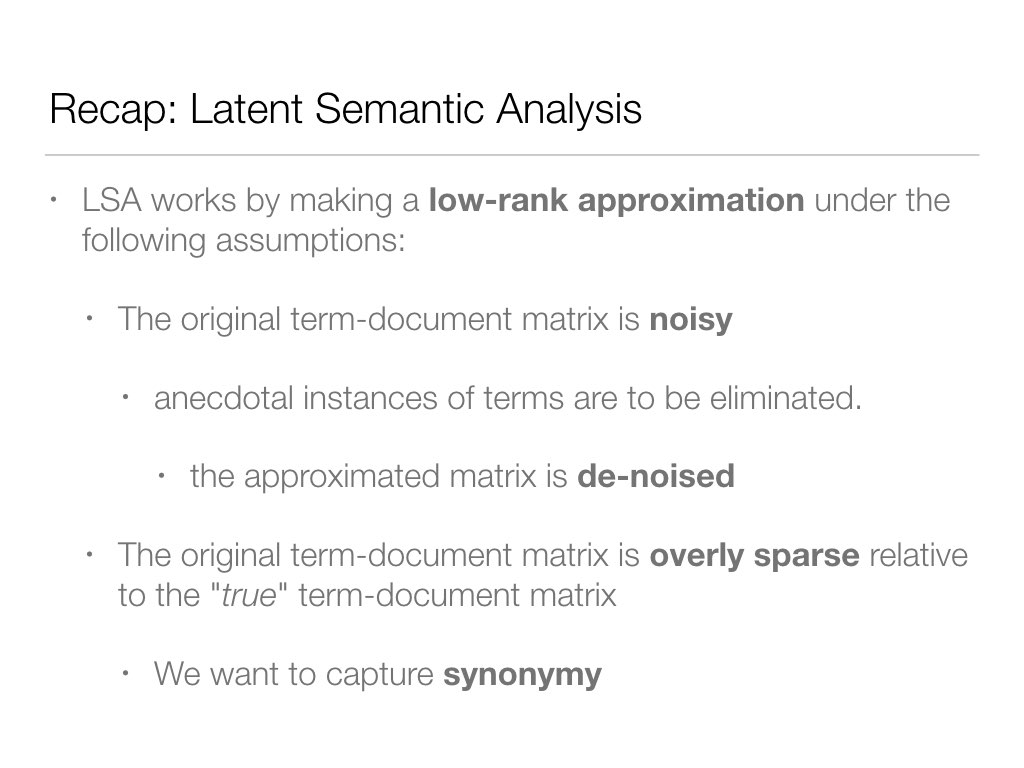 Recap: Latent Semantic Analysis
• LSA works by making a low-rank approximation under the
following assumptions:
• The original term-document matrix is noisy
• anecdotal instances of terms are to be eliminated.
• the approximated matrix is de-noised
• The original term-document matrix is overly sparse relative
to the "true" term-document matrix
• We want to capture synonymy